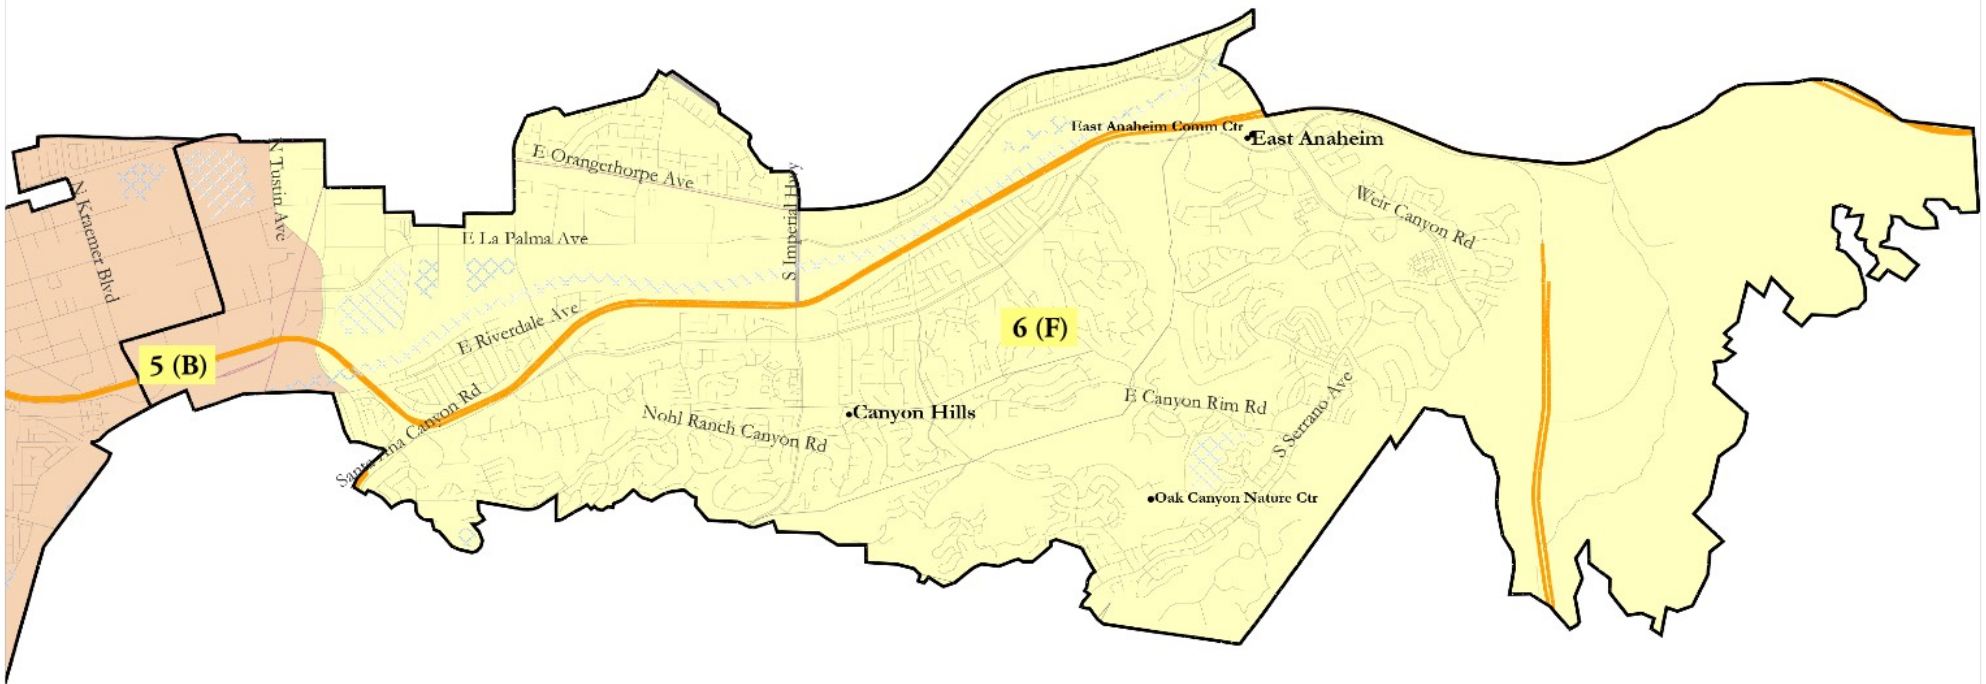 East Anaheim Comm Ctr
East Anaheim
N Tustin Ave
E Orangethorpe Ave
N Kraemer Blvd
S Imperial Hwy
Weir Canyon Rd
E La Palma Ave
E Riverdale Ave
6 (F)
5 (B)
Santa Ana Canyon Rd
Nohl Ranch Canyon Rd
Canyon Hills
E Canyon Rim Rd
S Serrano Ave
Oak Canyon Nature Ctr